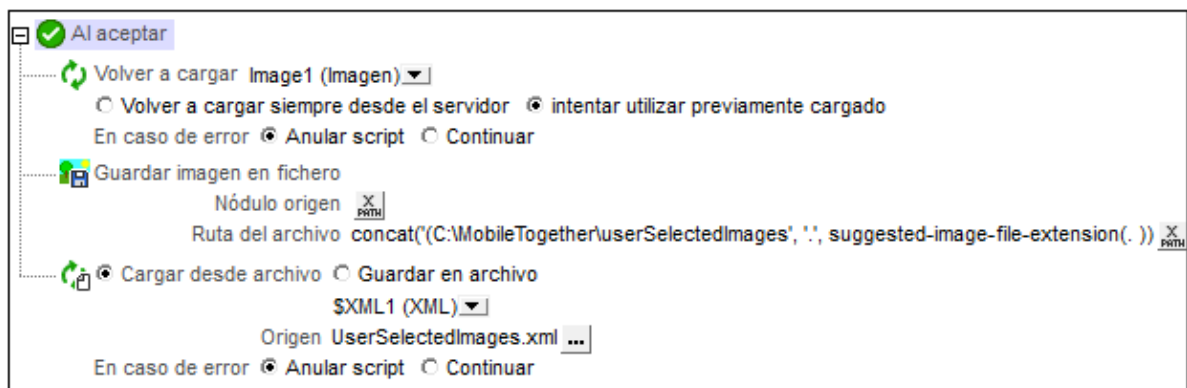 Al aceptar
Volver a cargar Image1 (Imagen)
Volver a cargar siempre desde el servidor intentar utilizar previamente cargado
En caso de error Anular script Continuar
Guardar imagen en fichero
Nódulo origen X PATH
Ruta del archivo concat('(C:\MobileTogether\userSelectedImages', '.', suggested-image-file-extension(. )) X PATH
Cargar desde archivo Guardar en archivo
$XML1 (XML)
Origen UserSelectedImages.xml ...
En caso de error Anular script Continuar